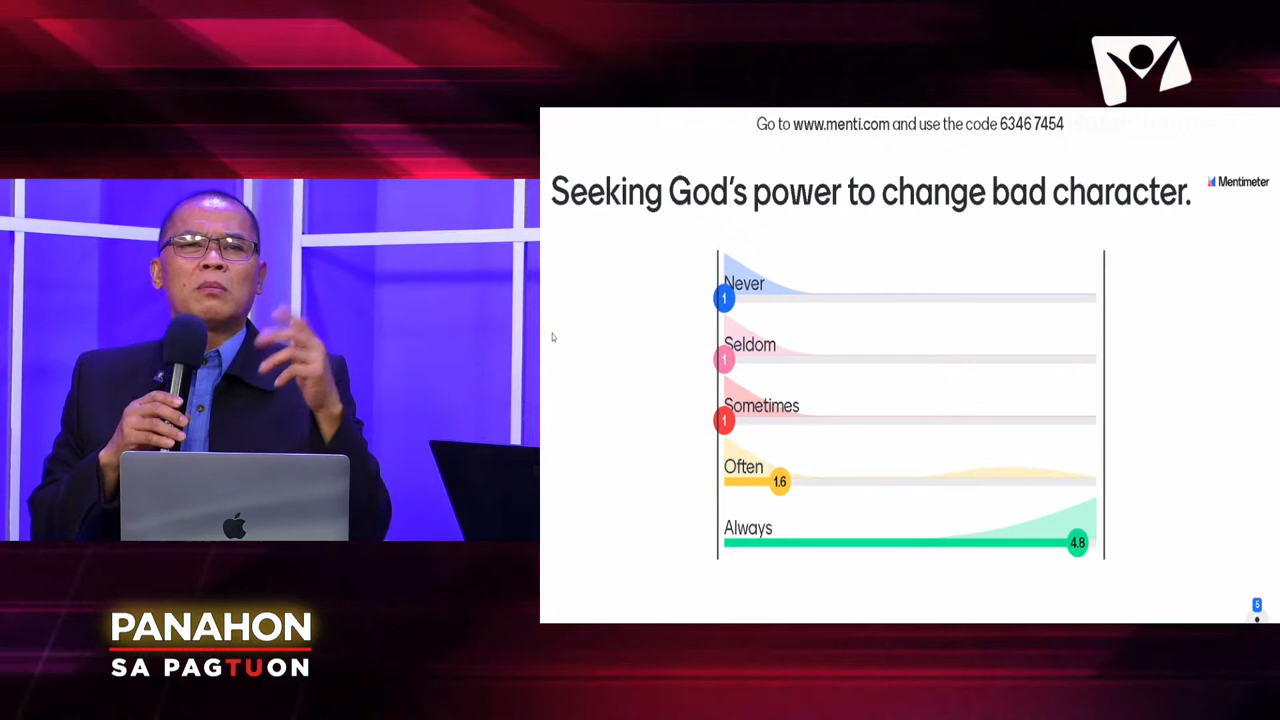 Go to www.menti.com and use the code 6346 7454
Seeking God's power to change bad character.
Mentimeter
Never
1
Seldom
1
Sometimes
1
Often
1.6
Always
4.8
5
PANAHON
SA PAGTUON